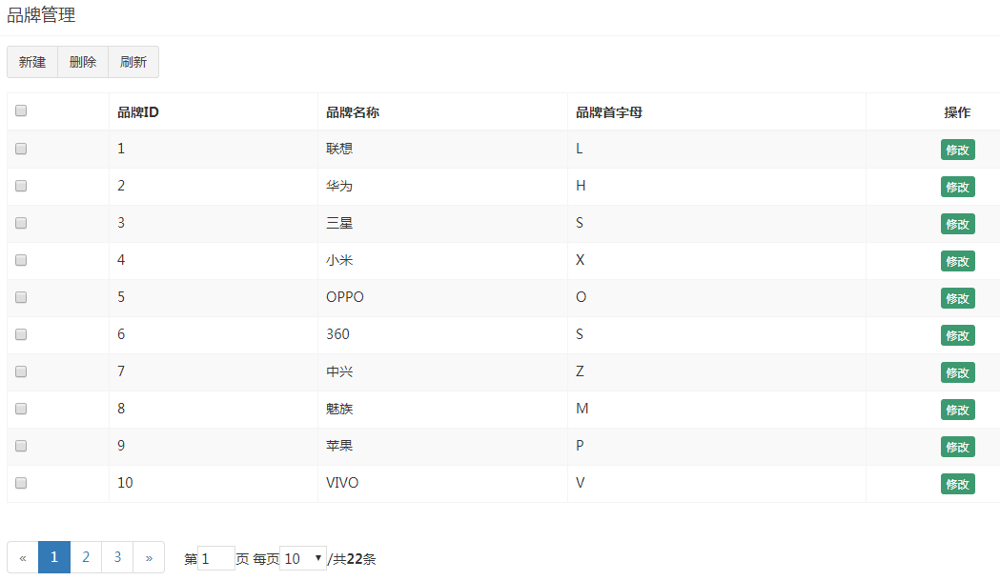 品牌管理
新建 删除 刷新
品牌ID 品牌名称 品牌首字母 操作
1 联想 L 修改
2 华为 H 修改
3 三星 S 修改
4 小米 X 修改
5 OPPO O 修改
6 360 S 修改
7 中兴 Z 修改
8 魅族 M 修改
9 苹果 P 修改
10 VIVO V 修改
« 1 2 3 » 第1页 每页10 ▼/共22条